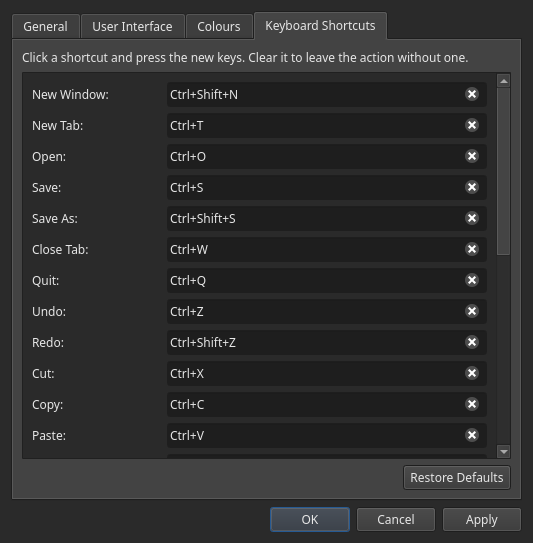 General
User Interface
Colours
Keyboard Shortcuts
Click a shortcut and press the new keys. Clear it to leave the action without one.
New Window: Ctrl+Shift+N
New Tab: Ctrl+T
Open: Ctrl+O
Save: Ctrl+S
Save As: Ctrl+Shift+S
Close Tab: Ctrl+W
Quit: Ctrl+Q
Undo: Ctrl+Z
Redo: Ctrl+Shift+Z
Cut: Ctrl+X
Copy: Ctrl+C
Paste: Ctrl+V
Restore Defaults
OK
Cancel
Apply